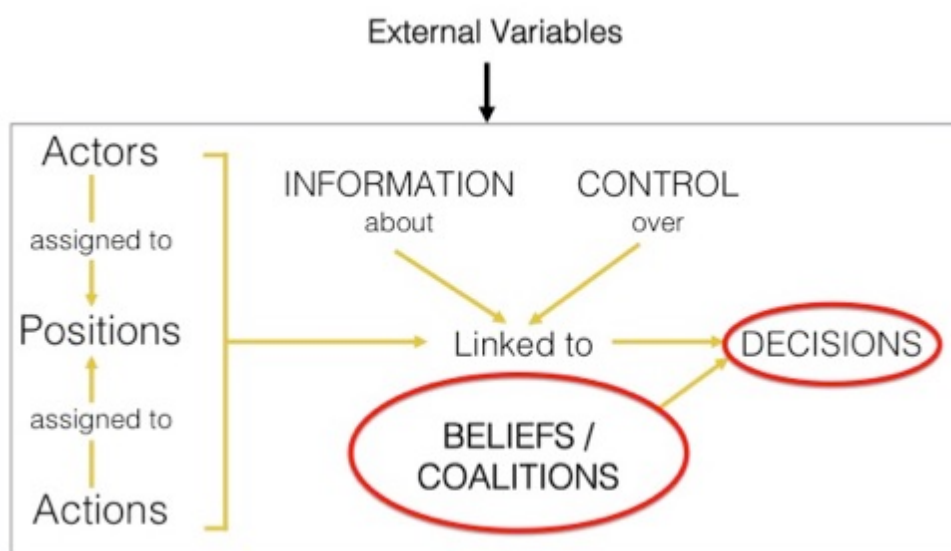 External Variables
Actors
assigned to
Positions
assigned to
Actions
INFORMATION
about
CONTROL
over
Linked to
DECISIONS
BELIEFS /
COALITIONS